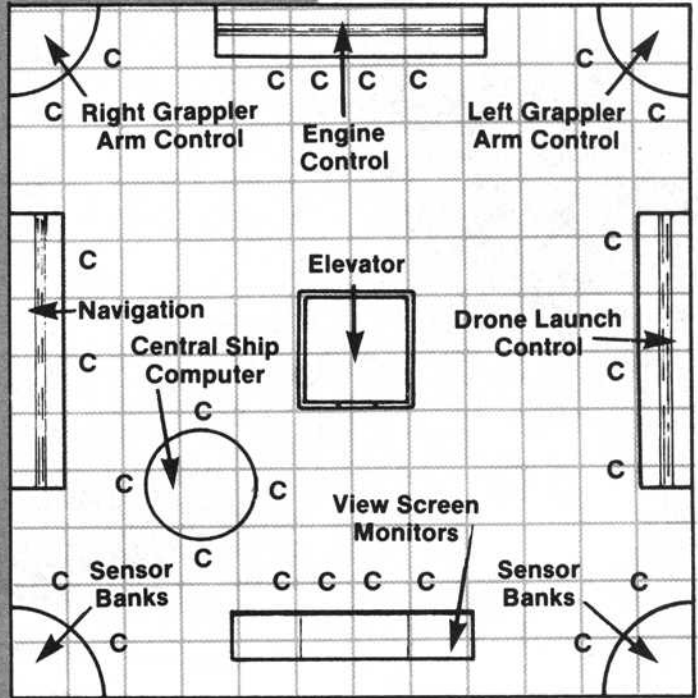 C
C
Right Grappler
Arm Control
C C C C
Engine
Control
C
C
Left Grappler
Arm Control
C
C
Navigation
Elevator
C
C
C
Drone Launch
Control
Central Ship
Computer
C
C
C
C
View Screen
Monitors
C
C
Sensor
Banks
C C C C
C
C
Sensor
Banks